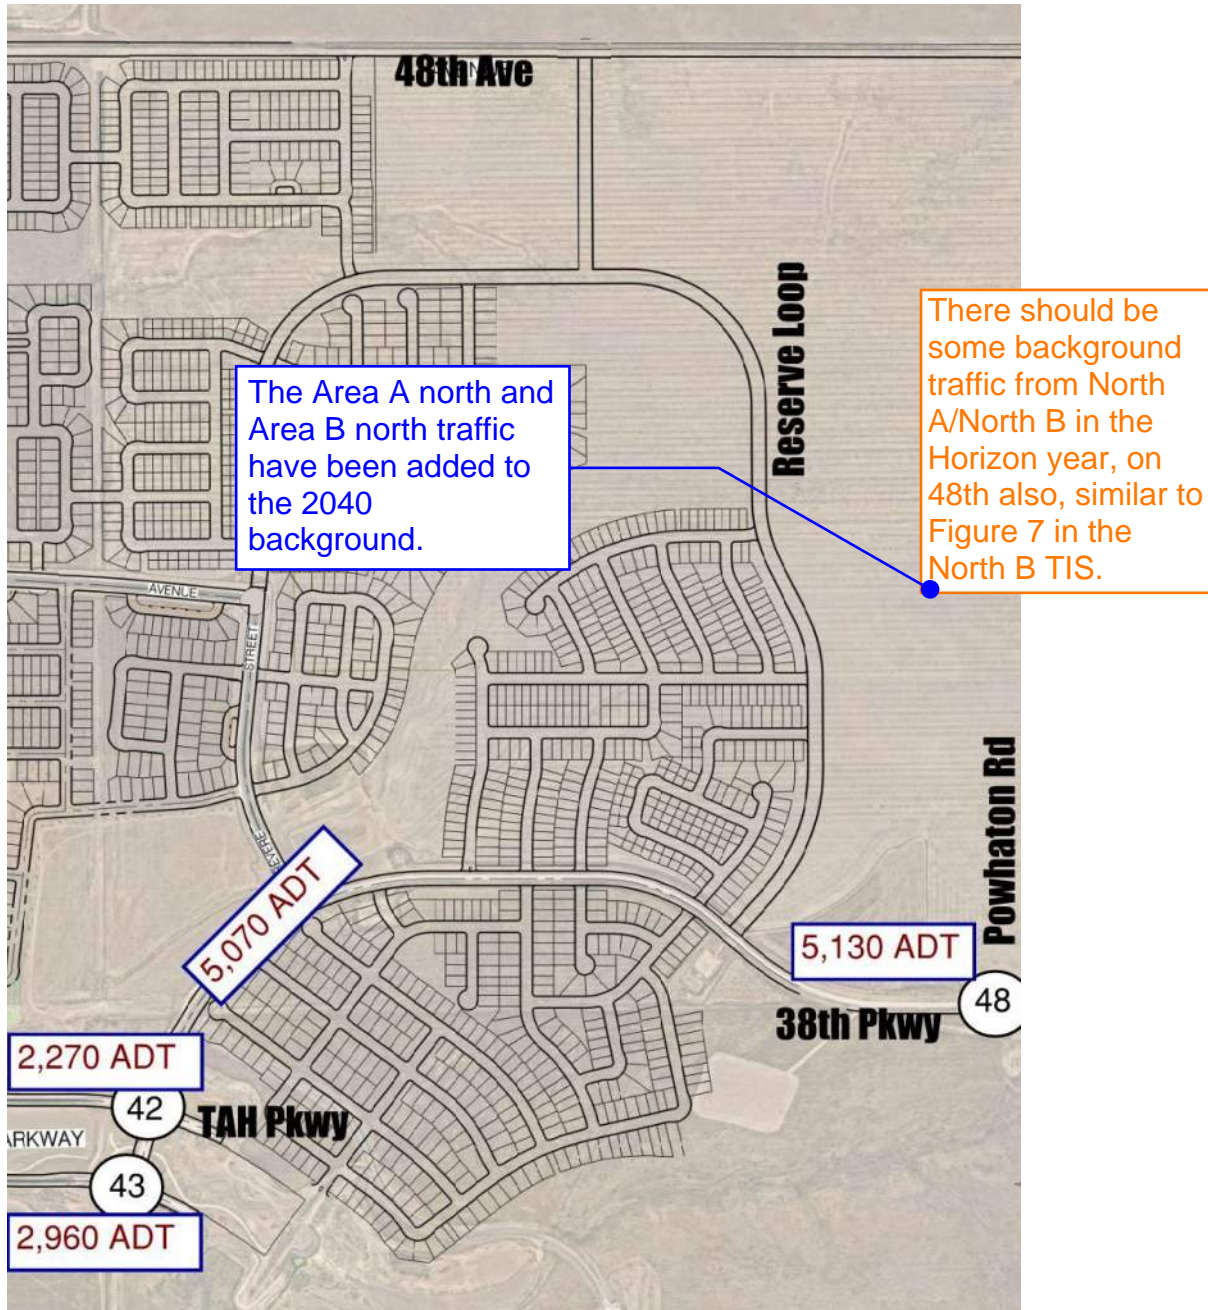 48th Ave
Reserve Loop
There should be
some background
traffic from North
A/North B in the
Horizon year, on
48th also, similar to
Figure 7 in the
North B TIS.
The Area A north and
Area B north traffic
have been added to
the 2040
background.
AVENUE
STREET
EVERE
Powhaton Rd
5,070 ADT
5,130 ADT
48
38th Pkwy
2,270 ADT
42
TAH Pkwy
ARKWAY
43
2,960 ADT